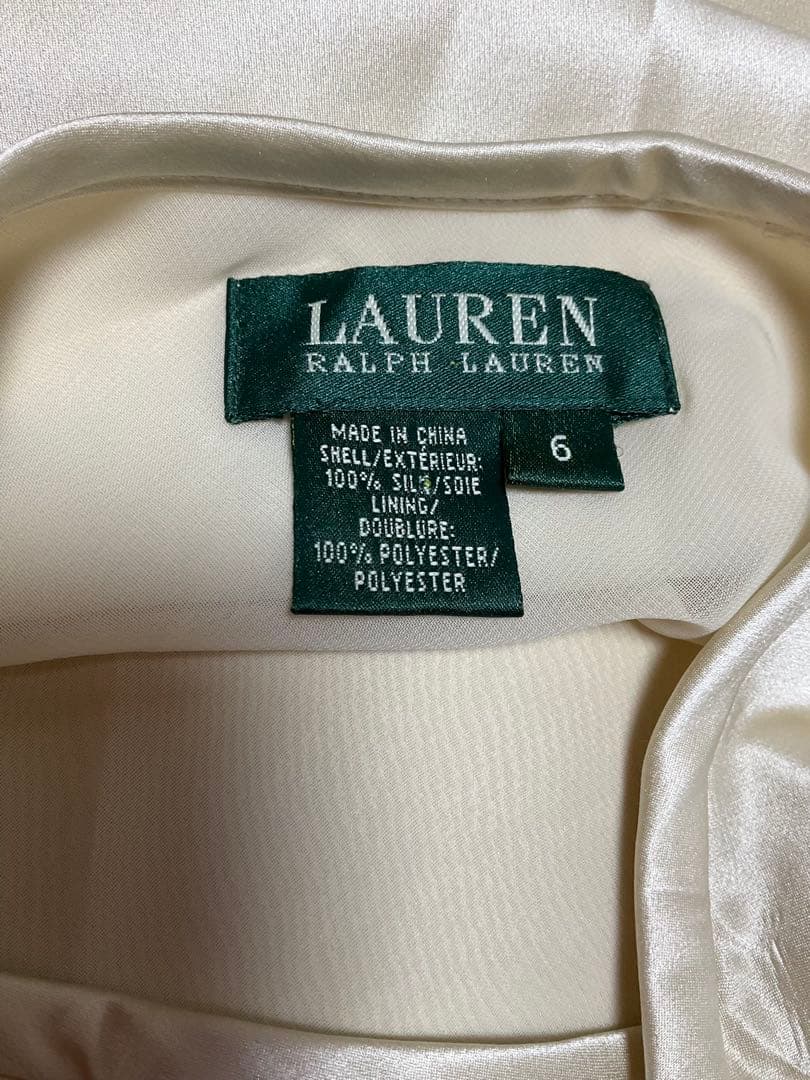 LAUREN
RALPH LAUREN
6
MADE IN CHINA
SHELL/EXTÉRIEUR:
100% SILK/SOIE
LINING/
DOUBLURE:
100% POLYESTER/
POLYESTER